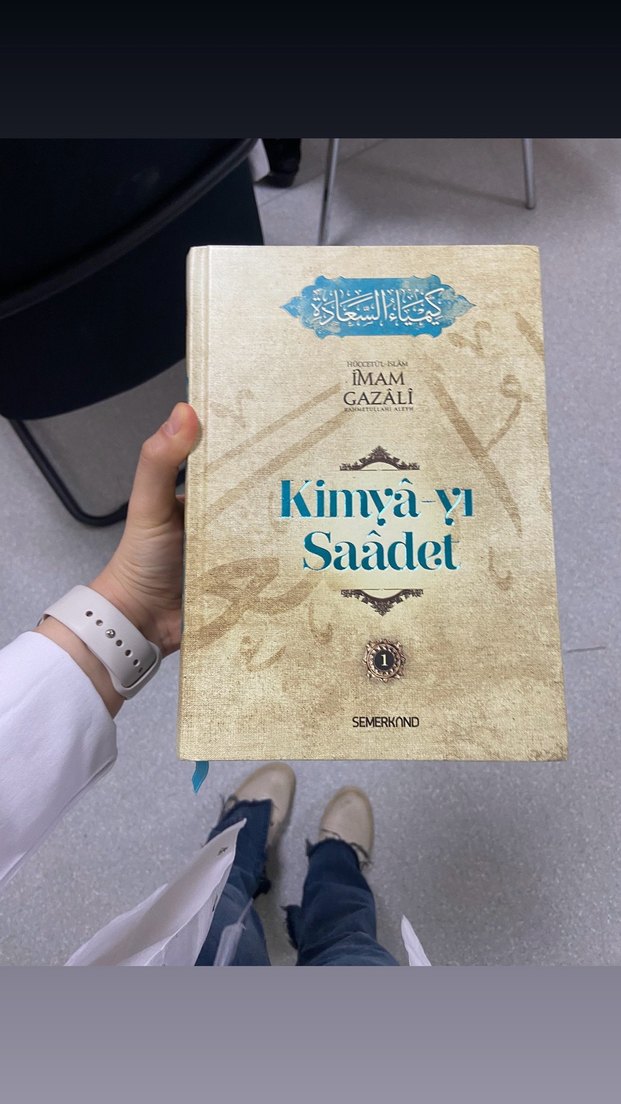 كيمياء السعادة
HÜCCETÜ'L-İSLÂM
İMAM
GAZÂLÎ
RAHMETULLAHİ ALEYH
Kimyâ-yı
Saâdet
1
SEMERKAND